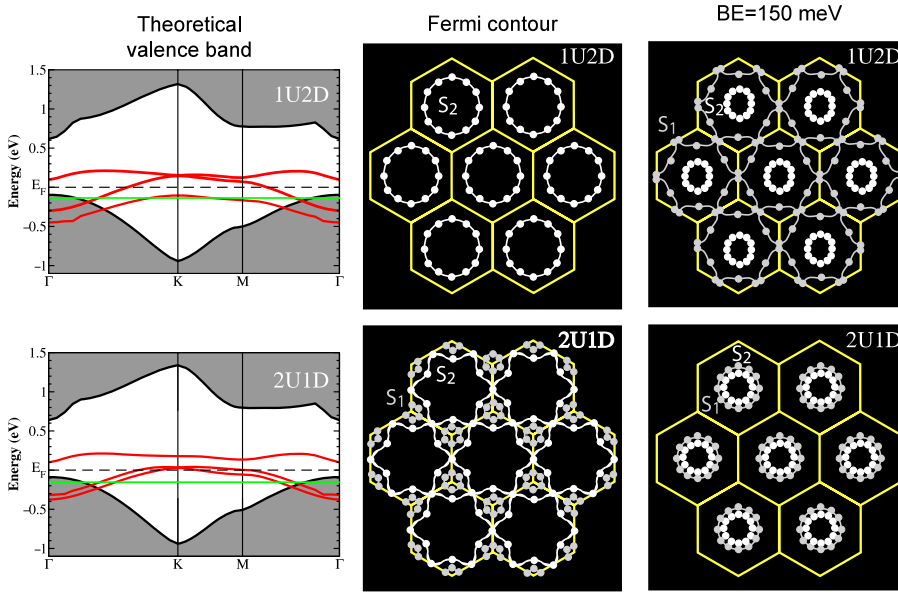 Theoretical
valence band
Fermi contour
BE=150 meV
1U2D
1.5
1
0.5
E_F
-0.5
-1
Energy (eV)
Γ K M Γ
1U2D
S₂
1U2D
S₂
S₁
2U1D
1.5
1
0.5
E_F
-0.5
-1
Energy (eV)
Γ K M Γ
2U1D
S₂
S₁
2U1D
S₂
S₁